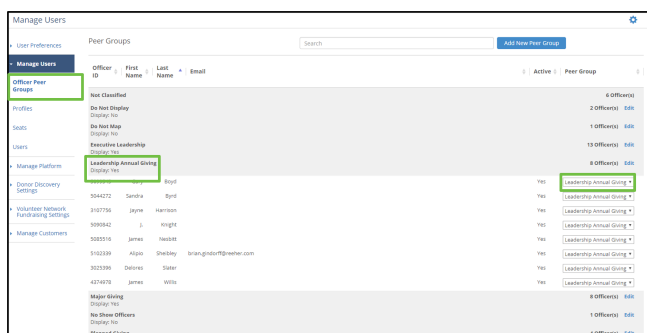 Manage Users
User Preferences
Manage Users
Officer Peer
Groups
Profiles
Seats
Users
Manage Platform
Donor Discovery
Settings
Volunteer Network
Fundraising Settings
Manage Customers
Peer Groups
Search
Add New Peer Group
Officer ID First Name Last Name Email Active Peer Group
Not Classified 6 Officer(s)
Do Not Display 2 Officer(s) Edit
Display: No
Do Not Map 1 Officer(s) Edit
Display: No
Executive Leadership 13 Officer(s) Edit
Display: Yes
Leadership Annual Giving 8 Officer(s) Edit
Display: Yes
Boyd Yes Leadership Annual Giving
5044272 Sandra Byrd Yes Leadership Annual Giving
3107756 Jayne Harrison Yes Leadership Annual Giving
5090842 J. Knight Yes Leadership Annual Giving
5085516 James Nesbitt Yes Leadership Annual Giving
5102339 Alipio Sheibley brian.gindorff@reeher.com Yes Leadership Annual Giving
3025396 Delores Slater Yes Leadership Annual Giving
4374978 James Willis Yes Leadership Annual Giving
Major Giving 8 Officer(s) Edit
Display: Yes
No Show Officers 1 Officer(s) Edit
Display: No